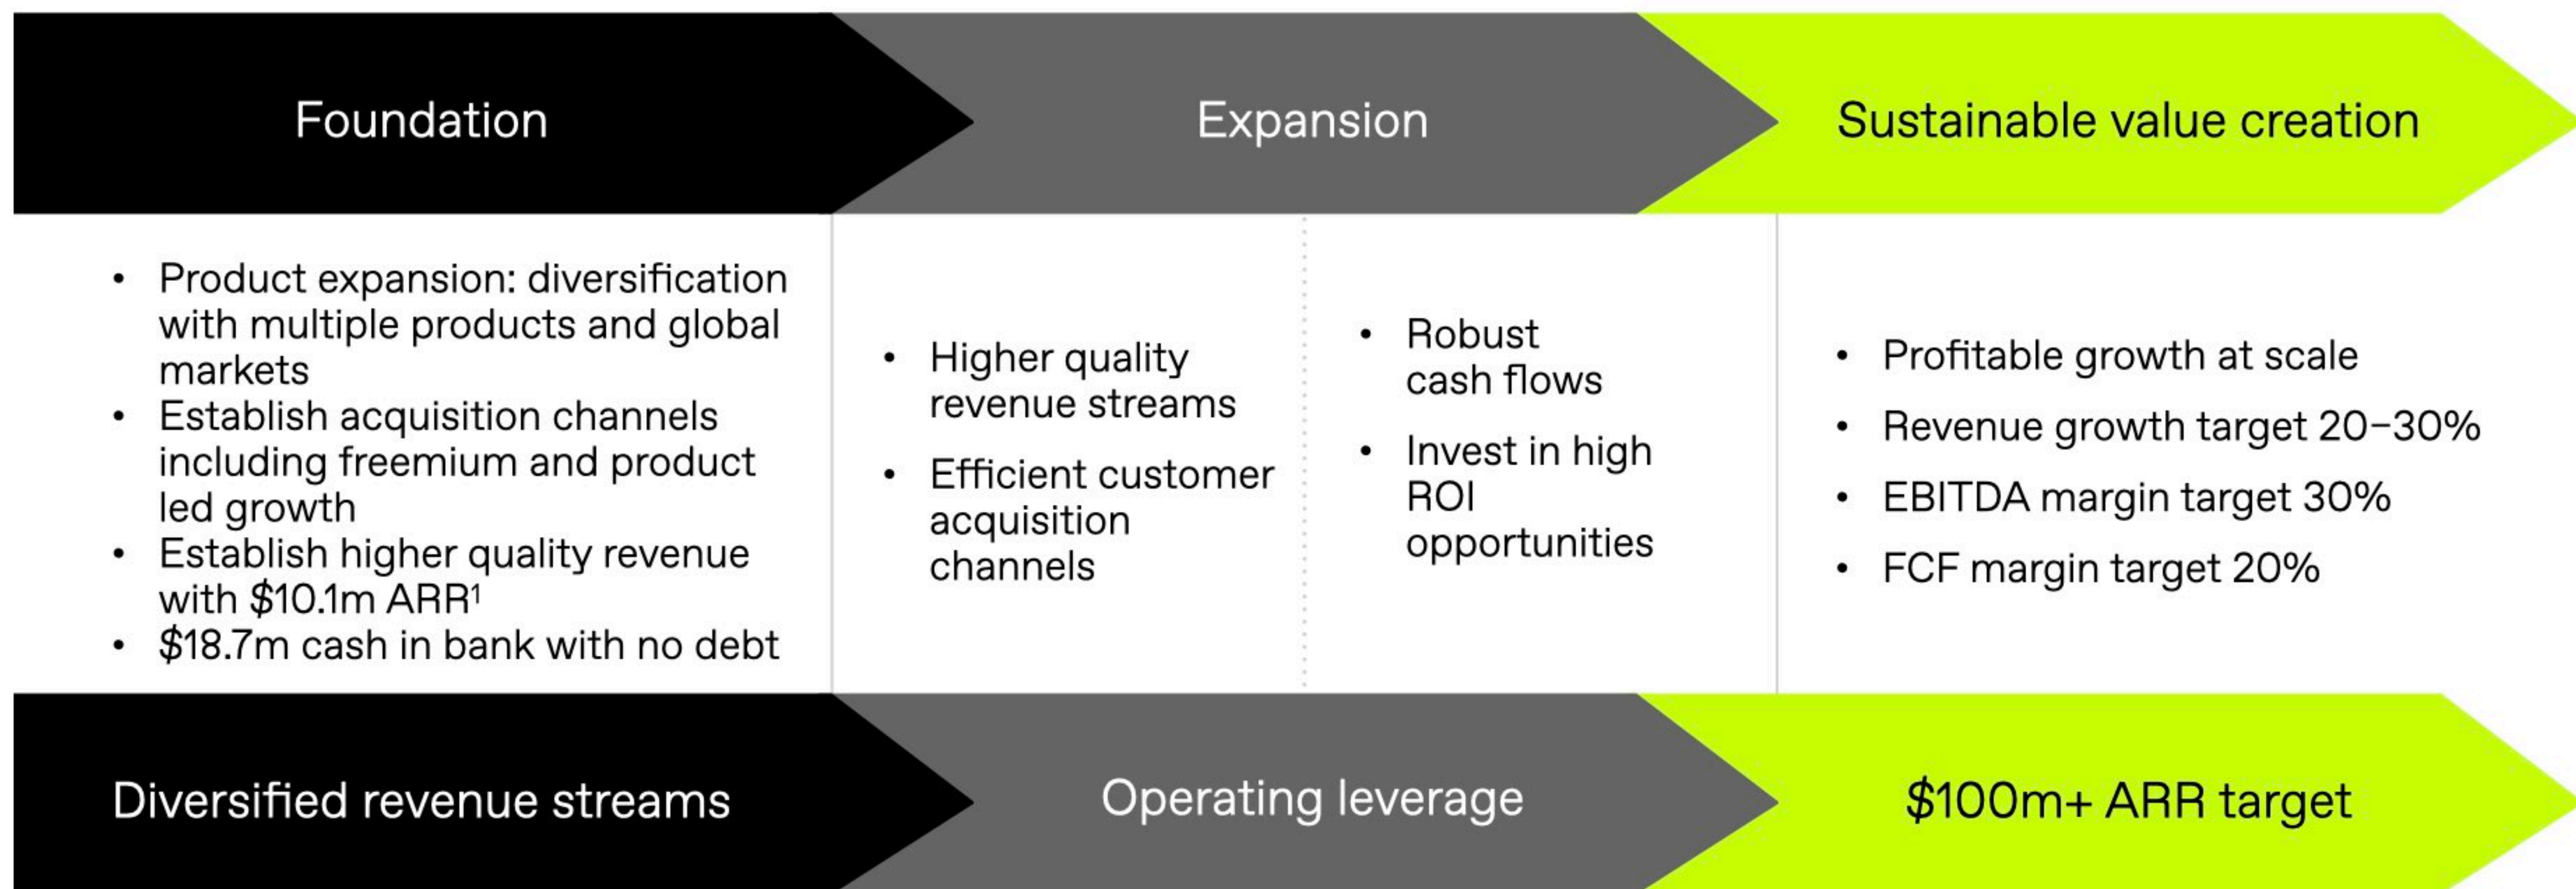 Foundation
Expansion
Sustainable value creation
• Product expansion: diversification
with multiple products and global
markets
• Establish acquisition channels
including freemium and product
led growth
• Establish higher quality revenue
with $10.1m ARR¹
• $18.7m cash in bank with no debt
• Higher quality
revenue streams
• Efficient customer
acquisition
channels
• Robust
cash flows
• Invest in high
ROI
opportunities
• Profitable growth at scale
• Revenue growth target 20–30%
• EBITDA margin target 30%
• FCF margin target 20%
Diversified revenue streams
Operating leverage
$100m+ ARR target